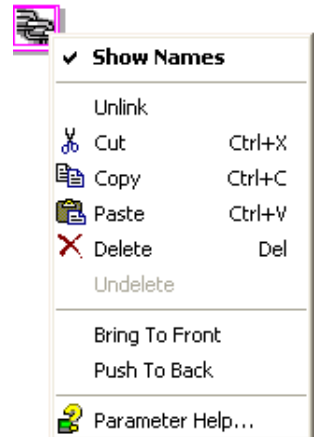 Show Names
Unlink
Cut Ctrl+X
Copy Ctrl+C
Paste Ctrl+V
Delete Del
Undelete
Bring To Front
Push To Back
Parameter Help...